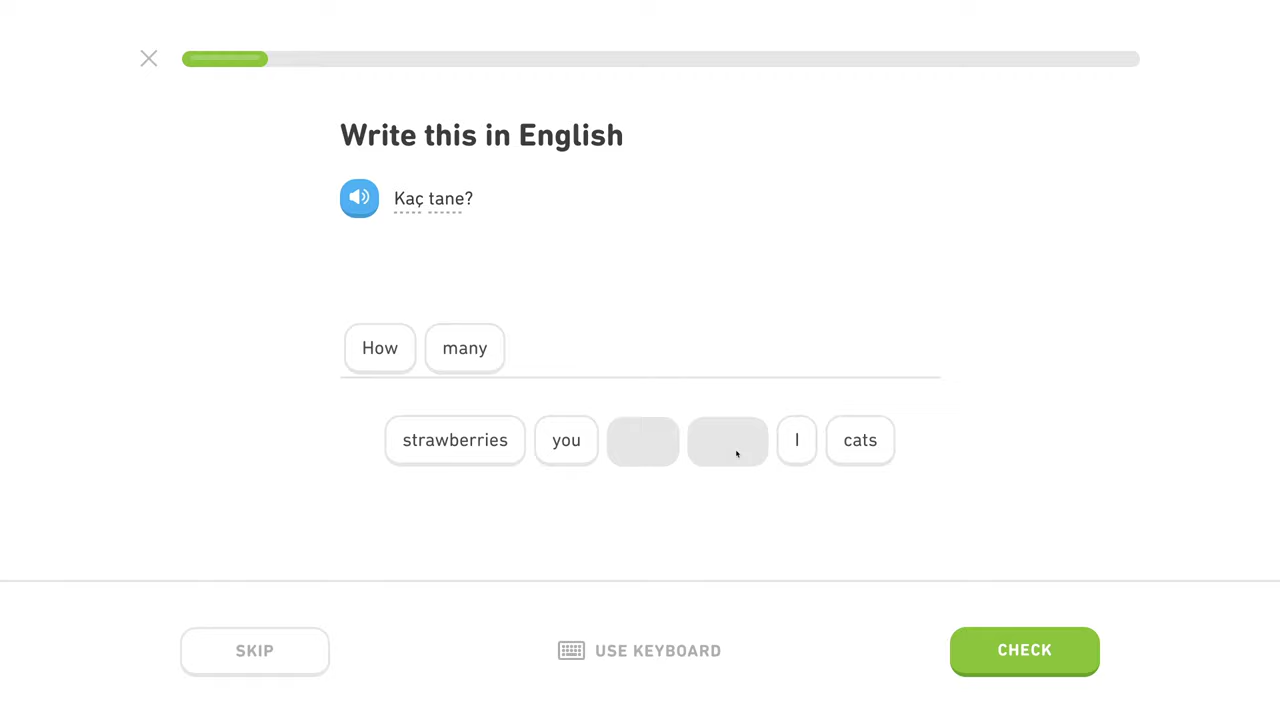 Write this in English
Kaç tane?
How many
strawberries you I cats
SKIP USE KEYBOARD CHECK